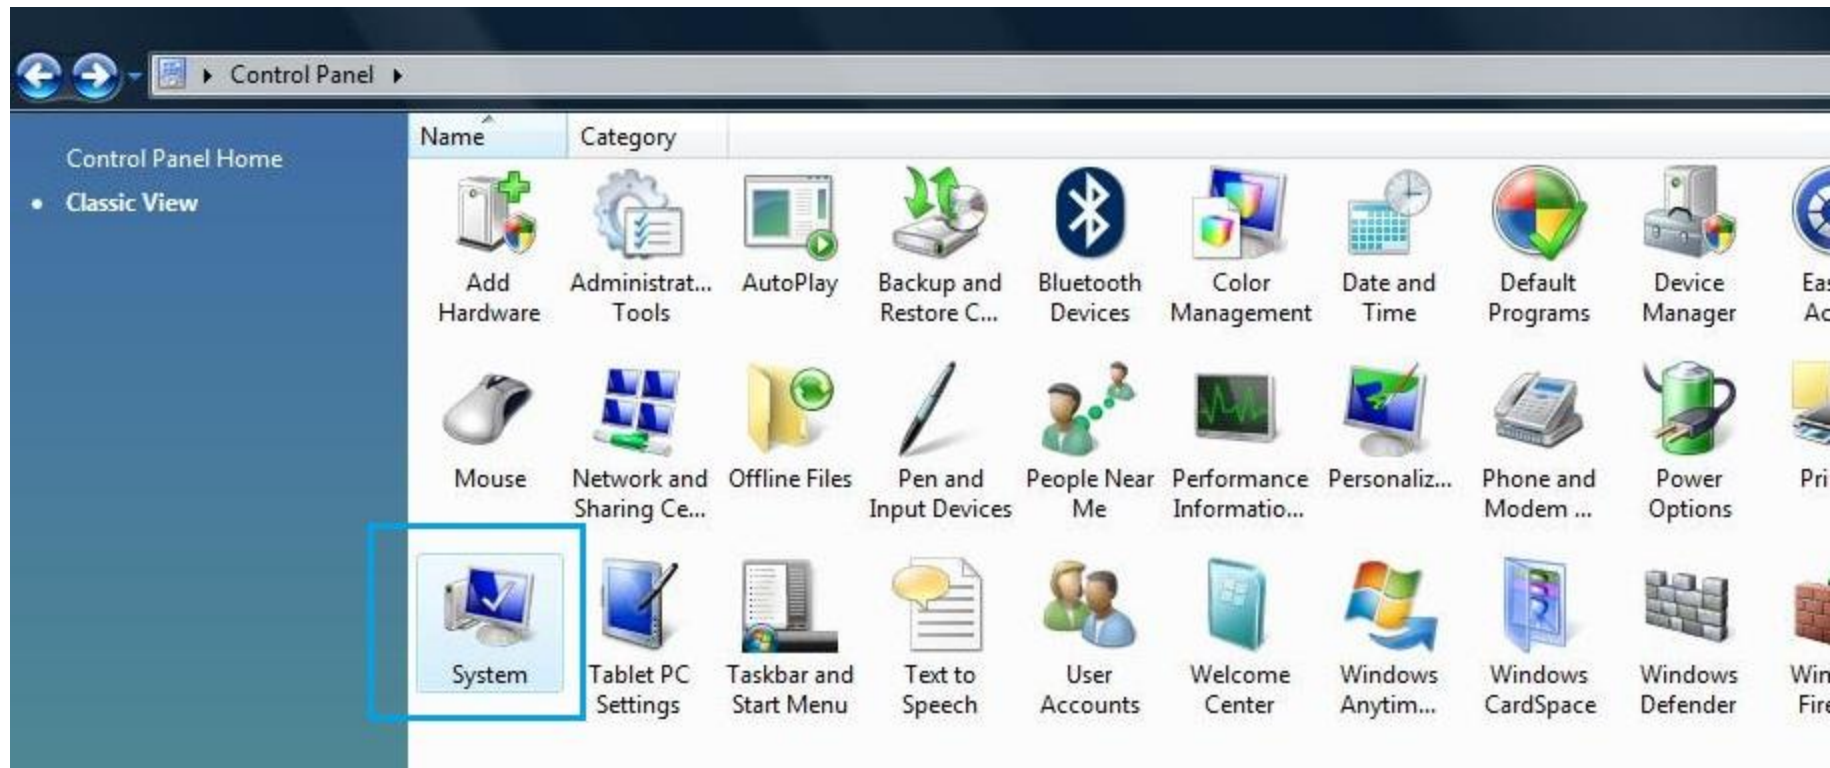 Control Panel
Control Panel Home
Classic View
Name Category
Add Administrat... AutoPlay Backup and Bluetooth Color Date and Default Device
Hardware Tools Restore C... Devices Management Time Programs Manager
Mouse Network and Offline Files Pen and People Near Performance Personaliz... Phone and Power
Sharing Ce... Input Devices Me Informatio... Modem ... Options
System Tablet PC Taskbar and Text to User Welcome Windows Windows Windows
Settings Start Menu Speech Accounts Center Anytim... CardSpace Defender